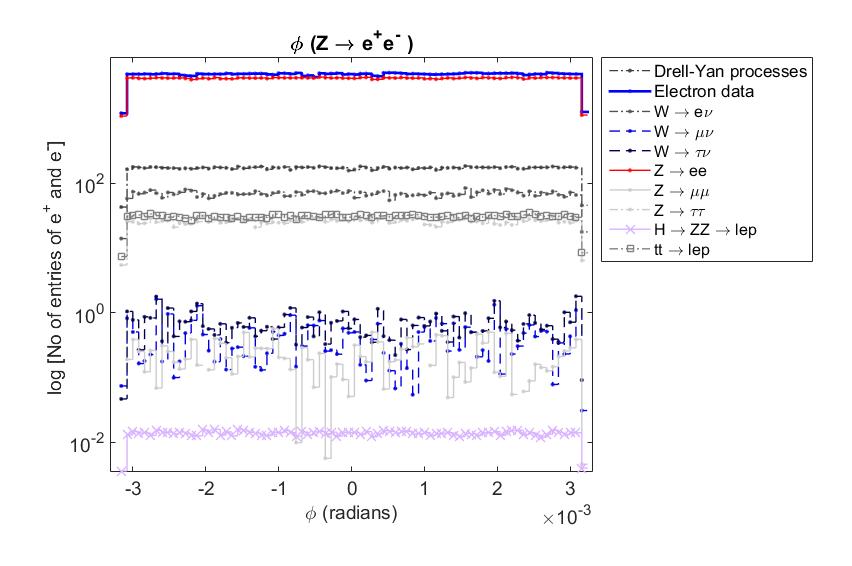 ϕ (Z → e⁺e⁻ )
log [No of entries of e⁺ and e⁻]
10²
10⁰
10⁻²
-3 -2 -1 0 1 2 3
×10⁻³
ϕ (radians)
Drell-Yan processes
Electron data
W → eν
W → μν
W → τν
Z → ee
Z → μμ
Z → ττ
H → ZZ → lep
tt → lep